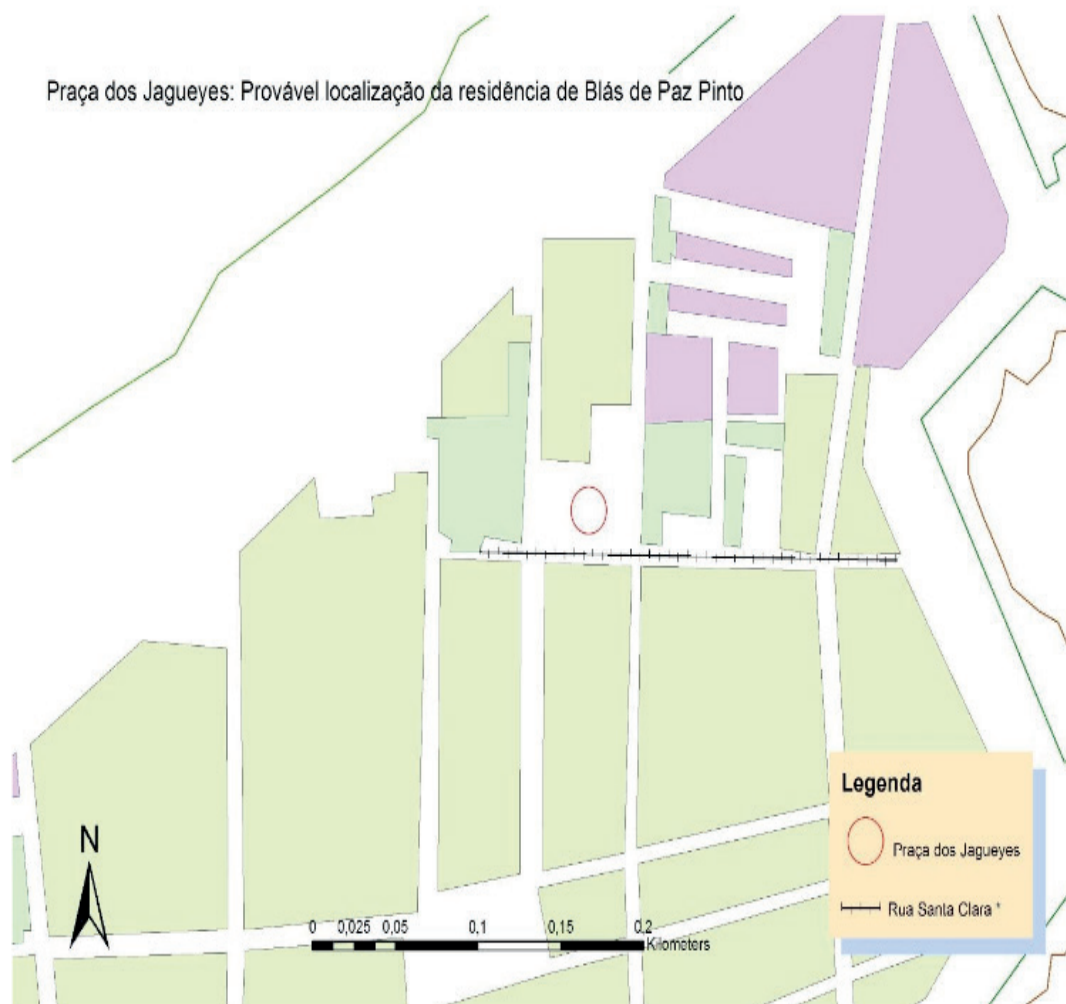 Praça dos Jagueyes: Provável localização da residência de Blás de Paz Pinto
Legenda
Praça dos Jagueyes
Rua Santa Clara *
N
0 0,025 0,05 0,1 0,15 0,2
Kilometers